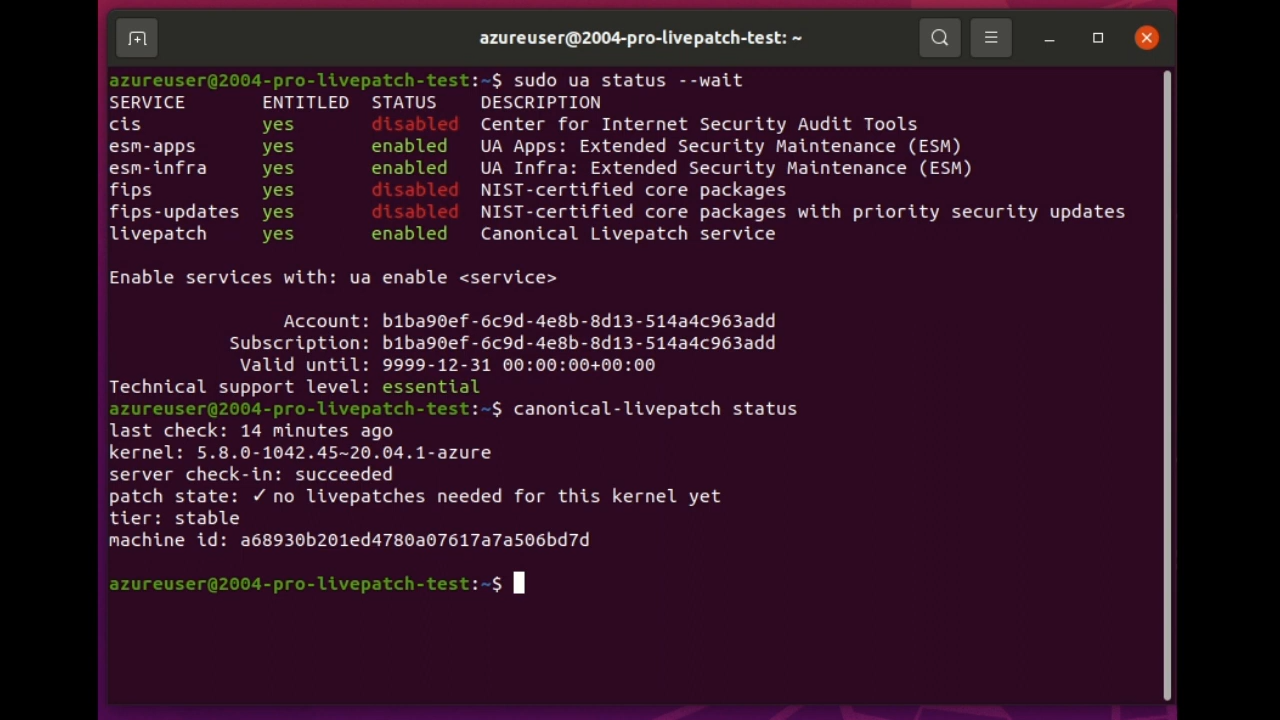 azureuser@2004-pro-livepatch-test: ~
azureuser@2004-pro-livepatch-test:~$ sudo ua status --wait
SERVICE ENTITLED STATUS DESCRIPTION
cis yes disabled Center for Internet Security Audit Tools
esm-apps yes enabled UA Apps: Extended Security Maintenance (ESM)
esm-infra yes enabled UA Infra: Extended Security Maintenance (ESM)
fips yes disabled NIST-certified core packages
fips-updates yes disabled NIST-certified core packages with priority security updates
livepatch yes enabled Canonical Livepatch service
Enable services with: ua enable <service>
Account: b1ba90ef-6c9d-4e8b-8d13-514a4c963add
Subscription: b1ba90ef-6c9d-4e8b-8d13-514a4c963add
Valid until: 9999-12-31 00:00:00+00:00
Technical support level: essential
azureuser@2004-pro-livepatch-test:~$ canonical-livepatch status
last check: 14 minutes ago
kernel: 5.8.0-1042.45~20.04.1-azure
server check-in: succeeded
patch state: ✓ no livepatches needed for this kernel yet
tier: stable
machine id: a68930b201ed4780a07617a7a506bd7d
azureuser@2004-pro-livepatch-test:~$